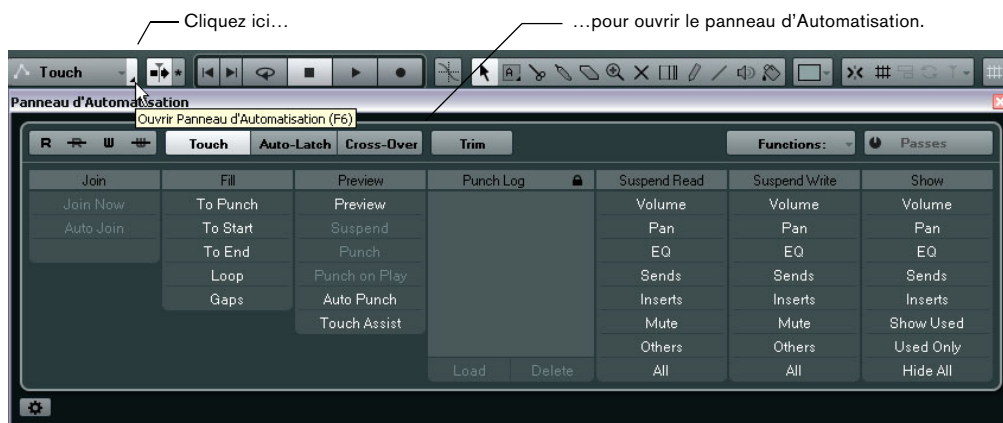 Cliquez ici…
…pour ouvrir le panneau d'Automatisation.
Touch
Panneau d'Automatisation
Ouvrir Panneau d'Automatisation (F6)
R R W W Touch Auto-Latch Cross-Over Trim Functions: Passes
Join Fill Preview Punch Log Suspend Read Suspend Write Show
Join Now To Punch Preview Volume Volume Volume
Auto Join To Start Suspend Pan Pan Pan
To End Punch EQ EQ EQ
Loop Punch on Play Sends Sends Sends
Gaps Auto Punch Inserts Inserts Inserts
Touch Assist Mute Mute Show Used
Others Others Used Only
Load Delete All All Hide All